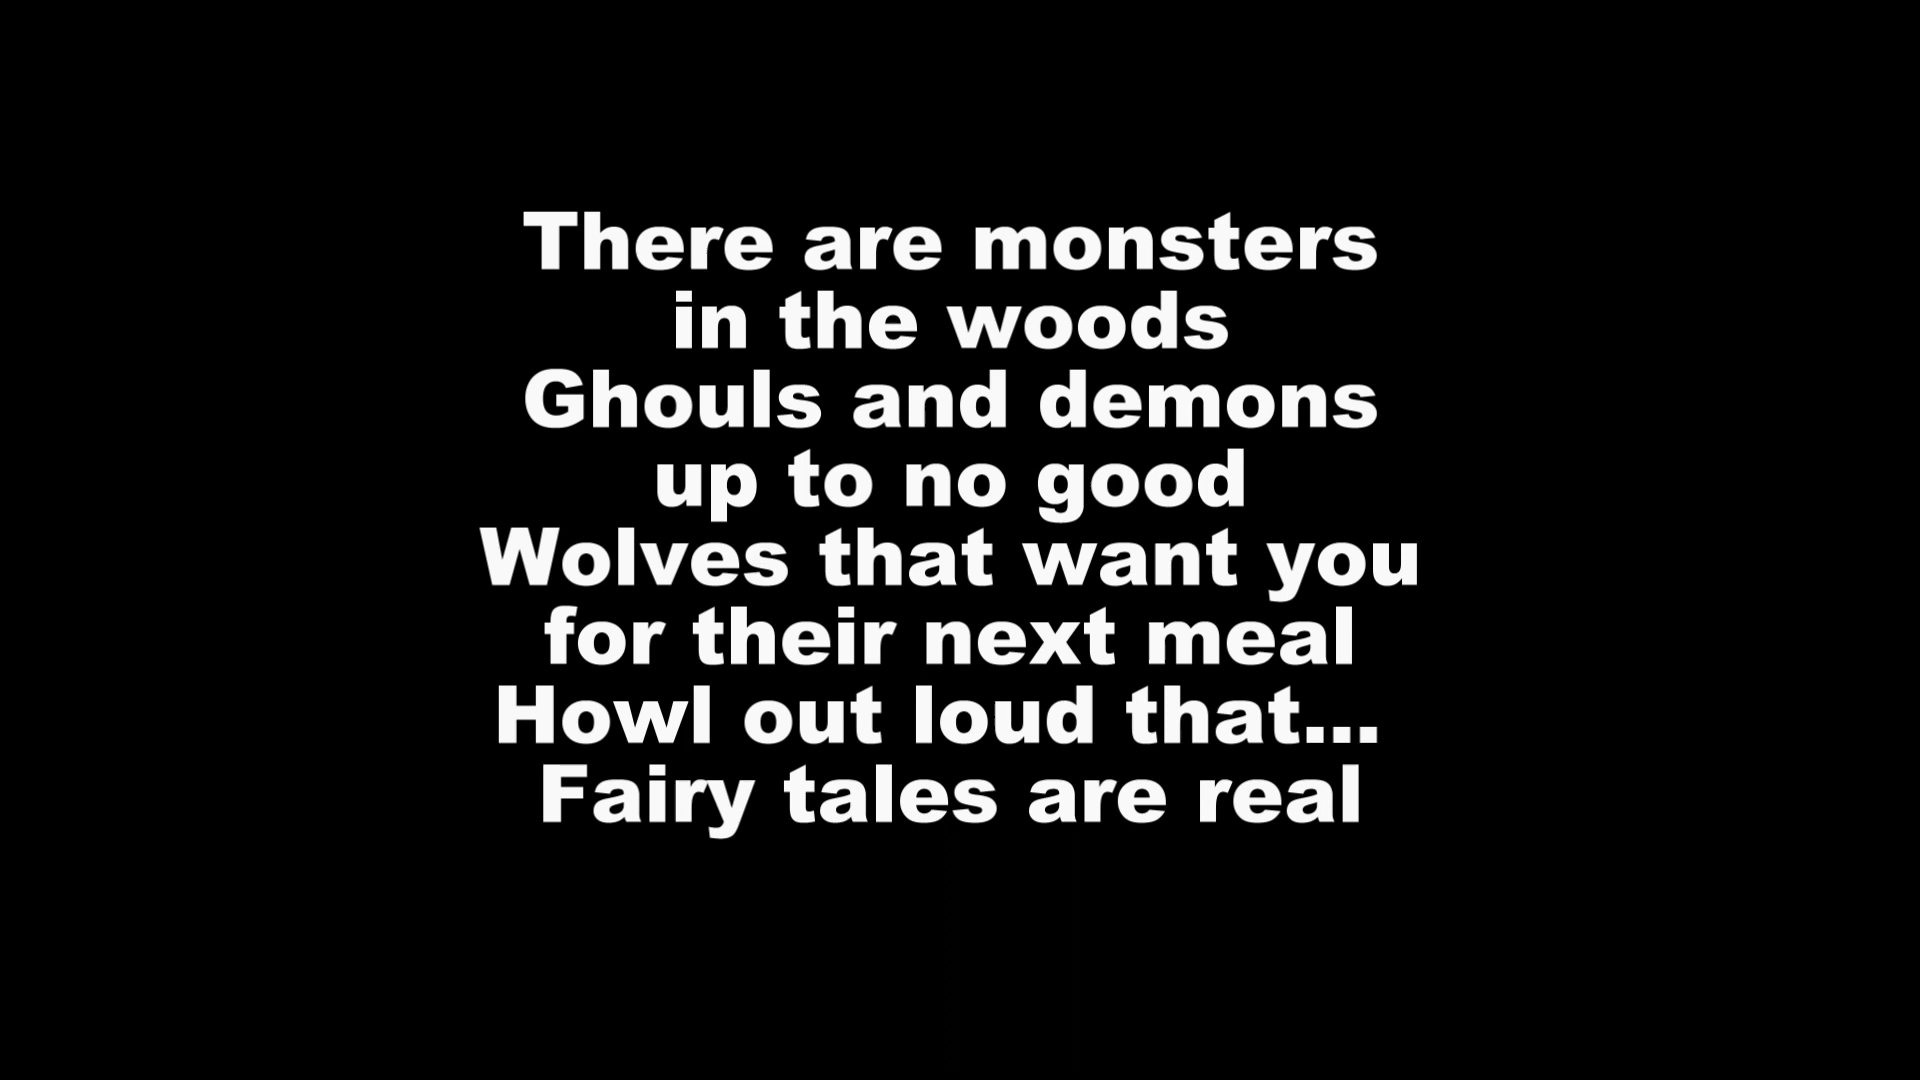 There are monsters
in the woods
Ghouls and demons
up to no good
Wolves that want you
for their next meal
Howl out loud that...
Fairy tales are real